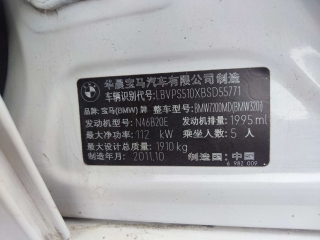 华晨宝马汽车有限公司 制造
车辆识别代号: LBVPS510XBSD55771
品名: 宝马(BMW) 牌 整车型号: BMW7200MD(BMW320i)
发动机型号: N46B20E 发动机排量: 1995 ml
最大净功率: 112 kW 乘坐人数: 5 人
最大设计总质量: 1910 kg
制造年月: 2011.10 制造国: 中国
6 982 009